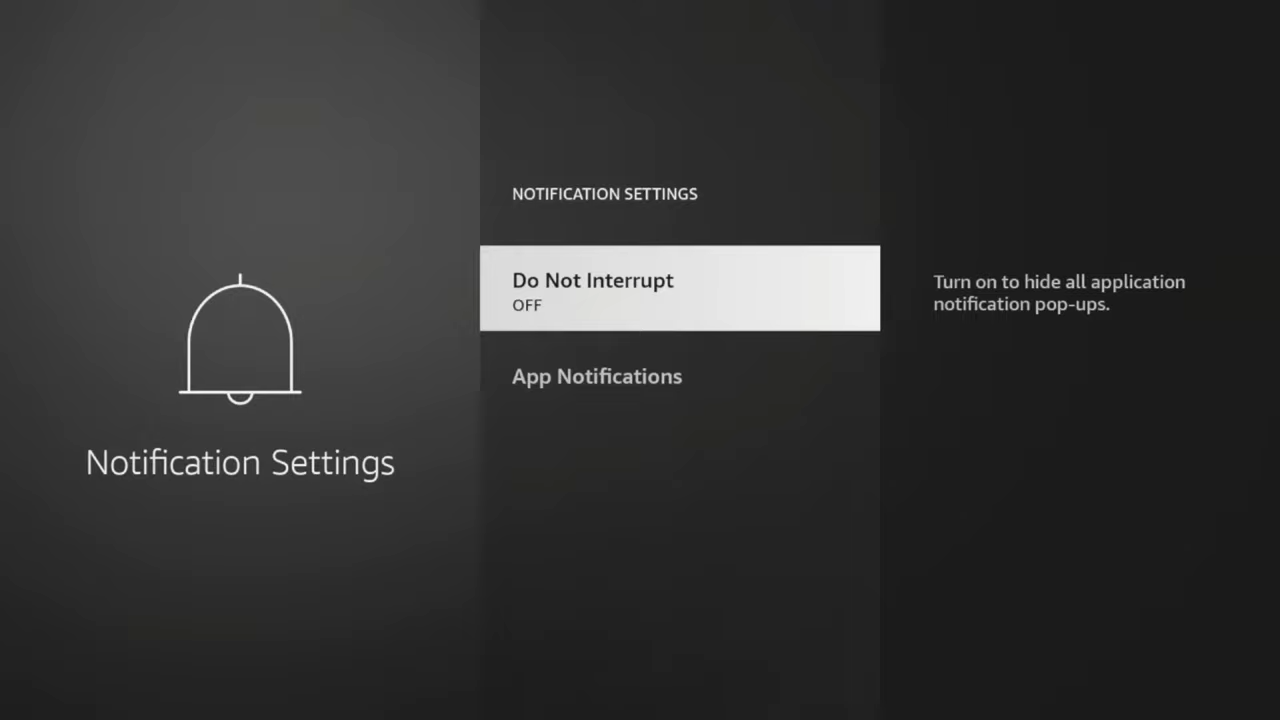 Notification Settings
NOTIFICATION SETTINGS
Do Not Interrupt
OFF
App Notifications
Turn on to hide all application
notification pop-ups.